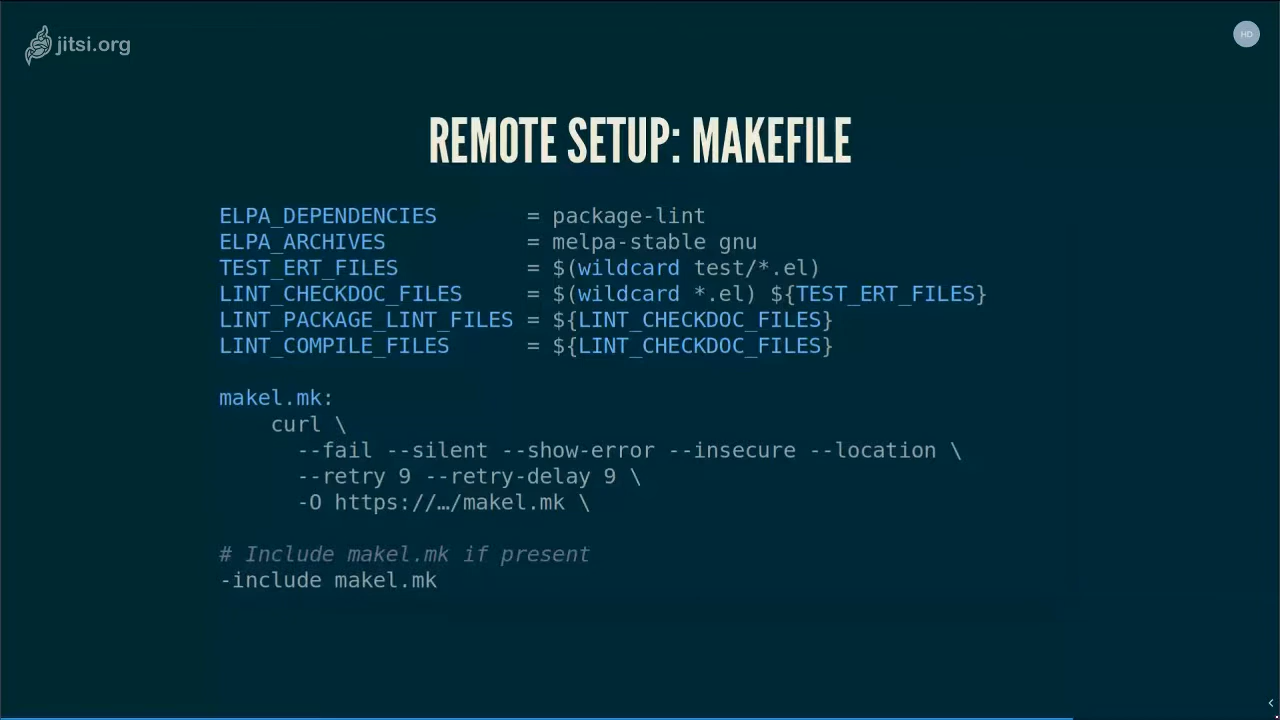 jitsi.org
HD
REMOTE SETUP: MAKEFILE
ELPA_DEPENDENCIES       = package-lint
ELPA_ARCHIVES           = melpa-stable gnu
TEST_ERT_FILES          = $(wildcard test/*.el)
LINT_CHECKDOC_FILES     = $(wildcard *.el) ${TEST_ERT_FILES}
LINT_PACKAGE_LINT_FILES = ${LINT_CHECKDOC_FILES}
LINT_COMPILE_FILES      = ${LINT_CHECKDOC_FILES}
makel.mk:
    curl \
      --fail --silent --show-error --insecure --location \
      --retry 9 --retry-delay 9 \
      -O https://…/makel.mk \
# Include makel.mk if present
-include makel.mk